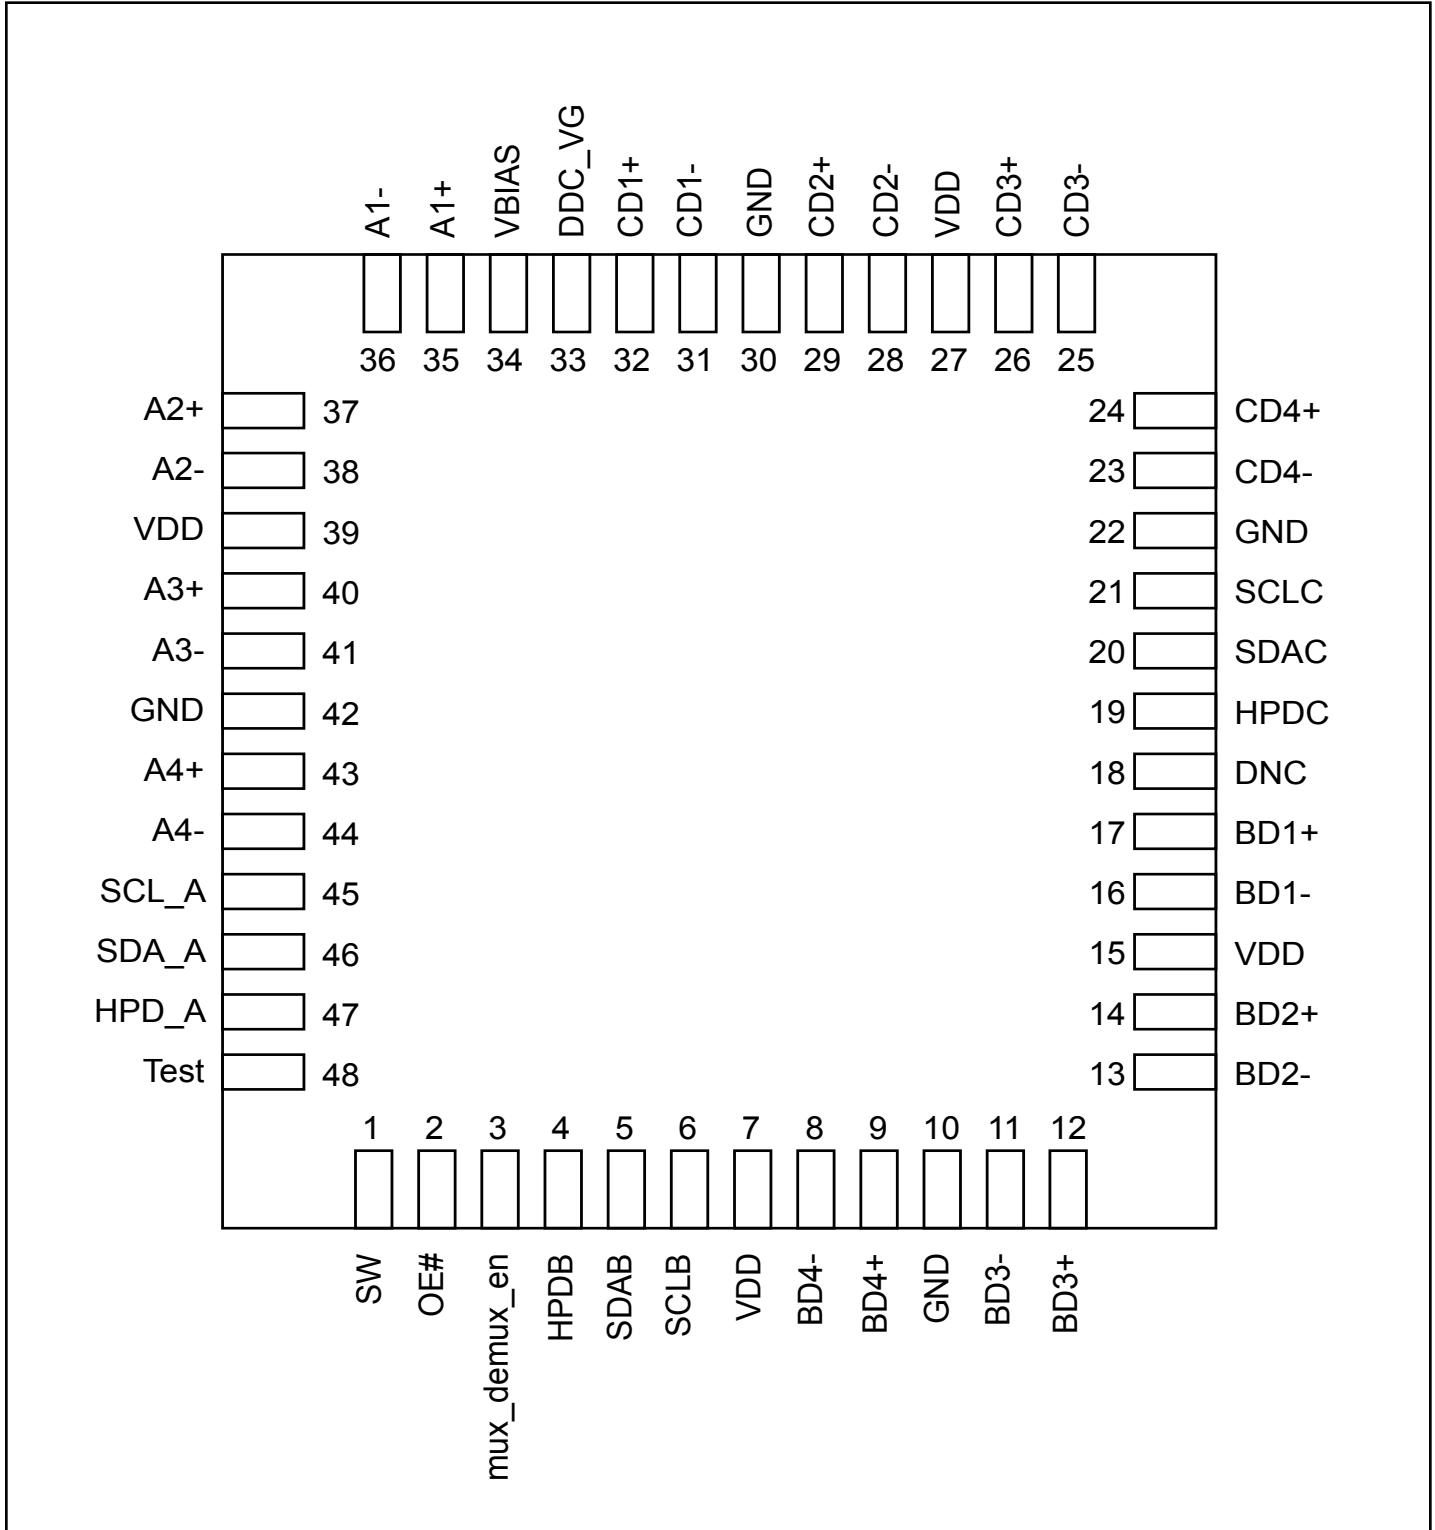 A1-
A1+
VBIAS
DDC_VG
CD1+
CD1-
GND
CD2+
CD2-
VDD
CD3+
CD3-
36 35 34 33 32 31 30 29 28 27 26 25
A2+ 37
A2- 38
VDD 39
A3+ 40
A3- 41
GND 42
A4+ 43
A4- 44
SCL_A 45
SDA_A 46
HPD_A 47
Test 48
24 CD4+
23 CD4-
22 GND
21 SCLC
20 SDAC
19 HPDC
18 DNC
17 BD1+
16 BD1-
15 VDD
14 BD2+
13 BD2-
1 2 3 4 5 6 7 8 9 10 11 12
SW
OE#
mux_demux_en
HPDB
SDAB
SCLB
VDD
BD4-
BD4+
GND
BD3-
BD3+